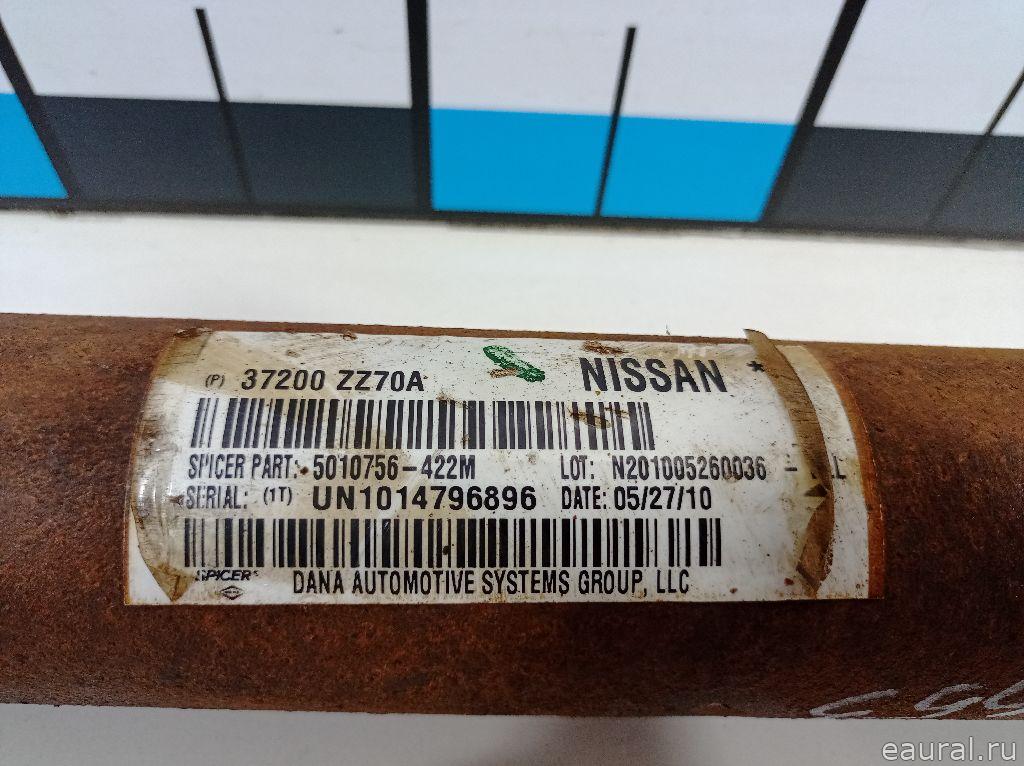 (P) 37200 ZZ70A NISSAN *
SPICER PART: 5010756-422M LOT: N201005260036 -
SERIAL: (1T) UN1014796896 DATE: 05/27/10
SPICER
DANA AUTOMOTIVE SYSTEMS GROUP, LLC
eaural.ru